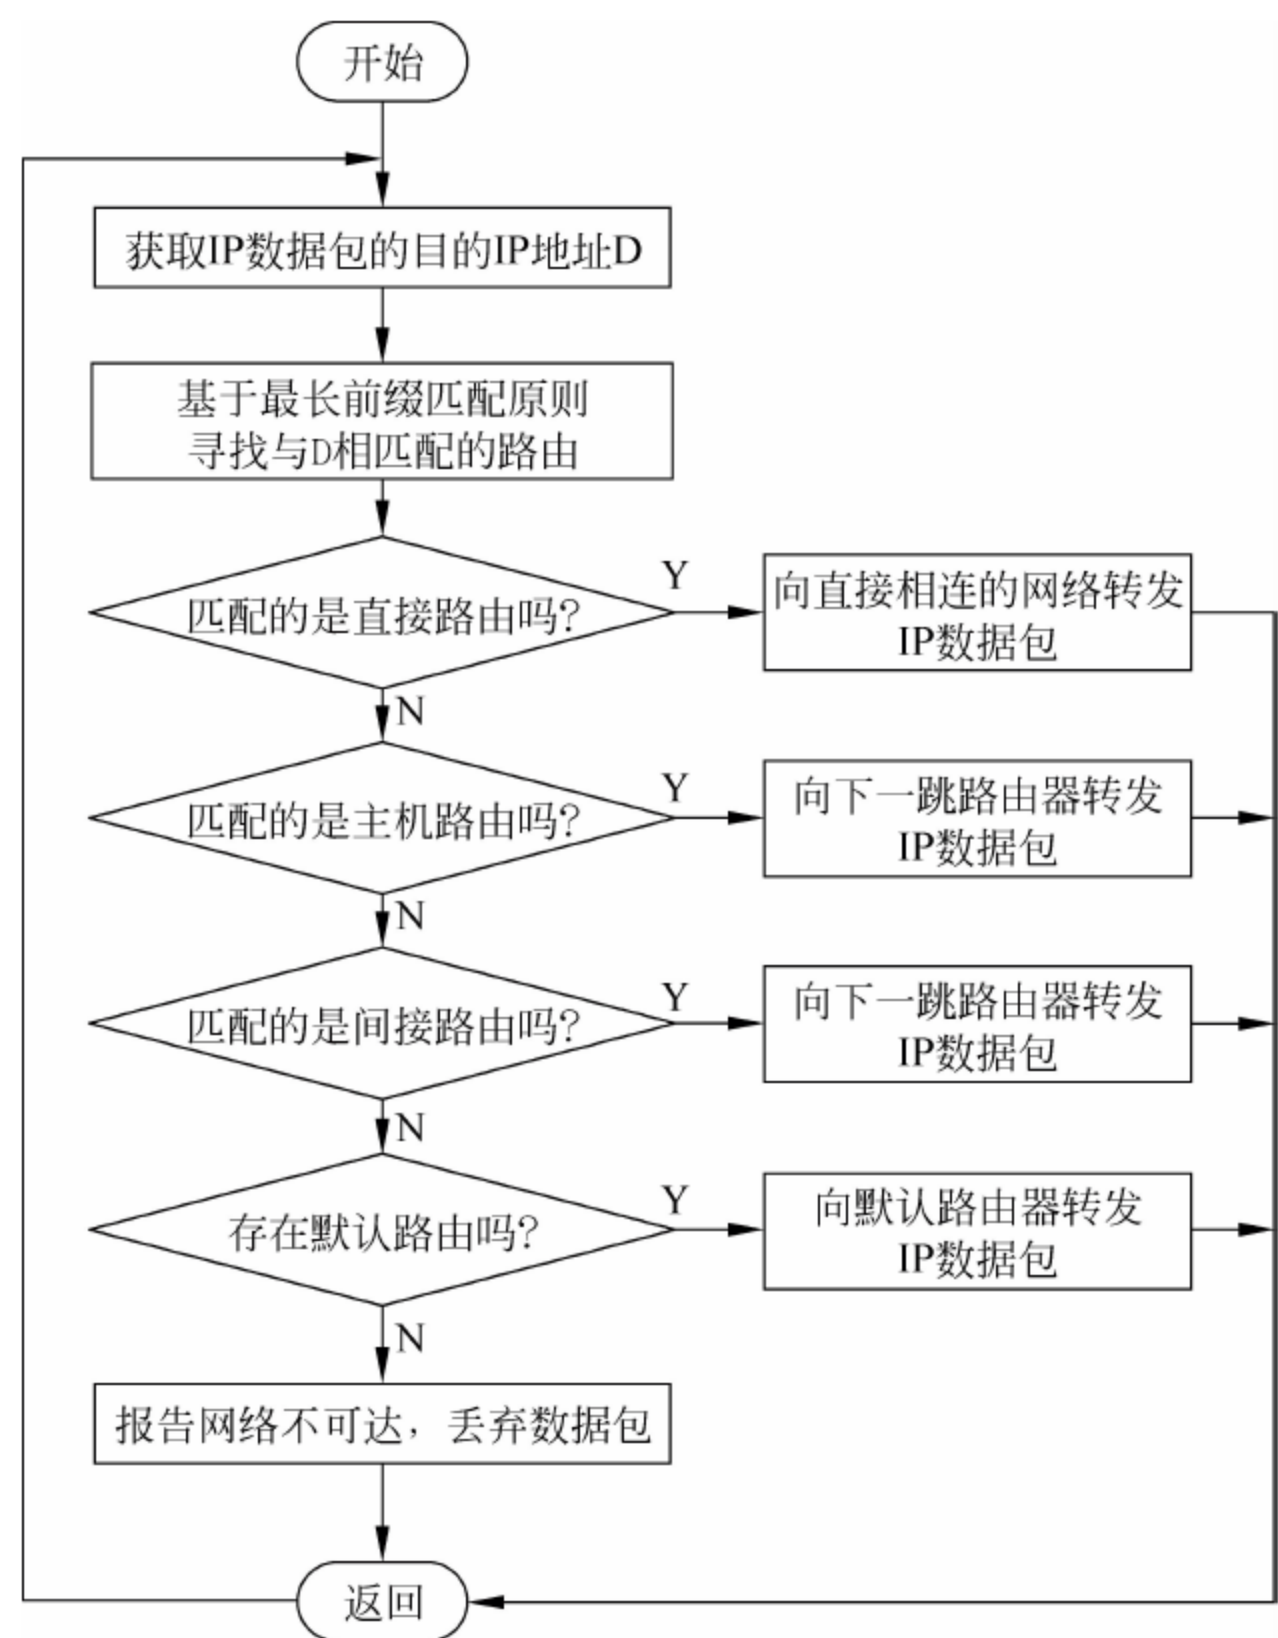 开始
获取IP数据包的目的IP地址D
基于最长前缀匹配原则
寻找与D相匹配的路由
匹配的是直接路由吗?
Y
向直接相连的网络转发
IP数据包
N
匹配的是主机路由吗?
Y
向下一跳路由器转发
IP数据包
N
匹配的是间接路由吗?
Y
向下一跳路由器转发
IP数据包
N
存在默认路由吗?
Y
向默认路由器转发
IP数据包
N
报告网络不可达，丢弃数据包
返回